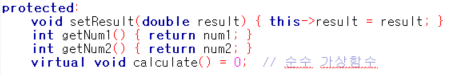 protected:
void setResult(double result) { this->result = result; }
int getNum1() { return num1; }
int getNum2() { return num2; }
virtual void calculate() = 0;  // 순수 가상함수